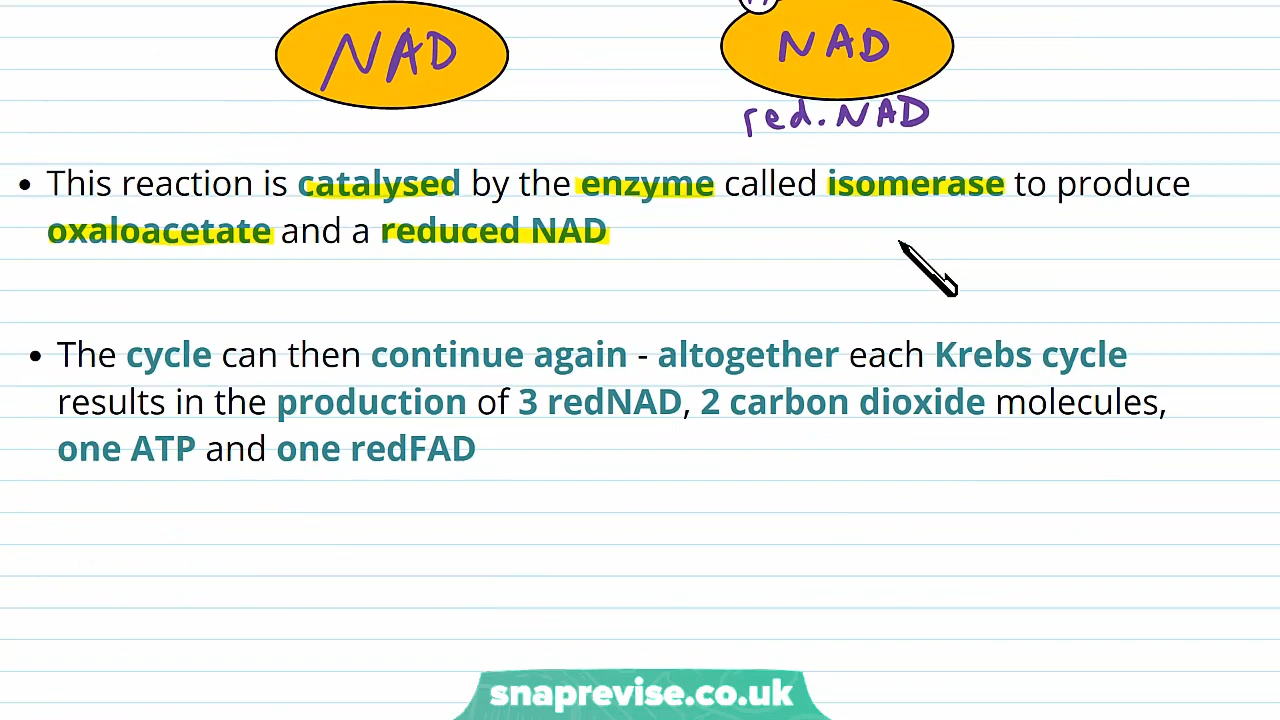 NAD NAD
red.NAD
• This reaction is catalysed by the enzyme called isomerase to produce
oxaloacetate and a reduced NAD
• The cycle can then continue again - altogether each Krebs cycle
results in the production of 3 redNAD, 2 carbon dioxide molecules,
one ATP and one redFAD
snaprevise.co.uk